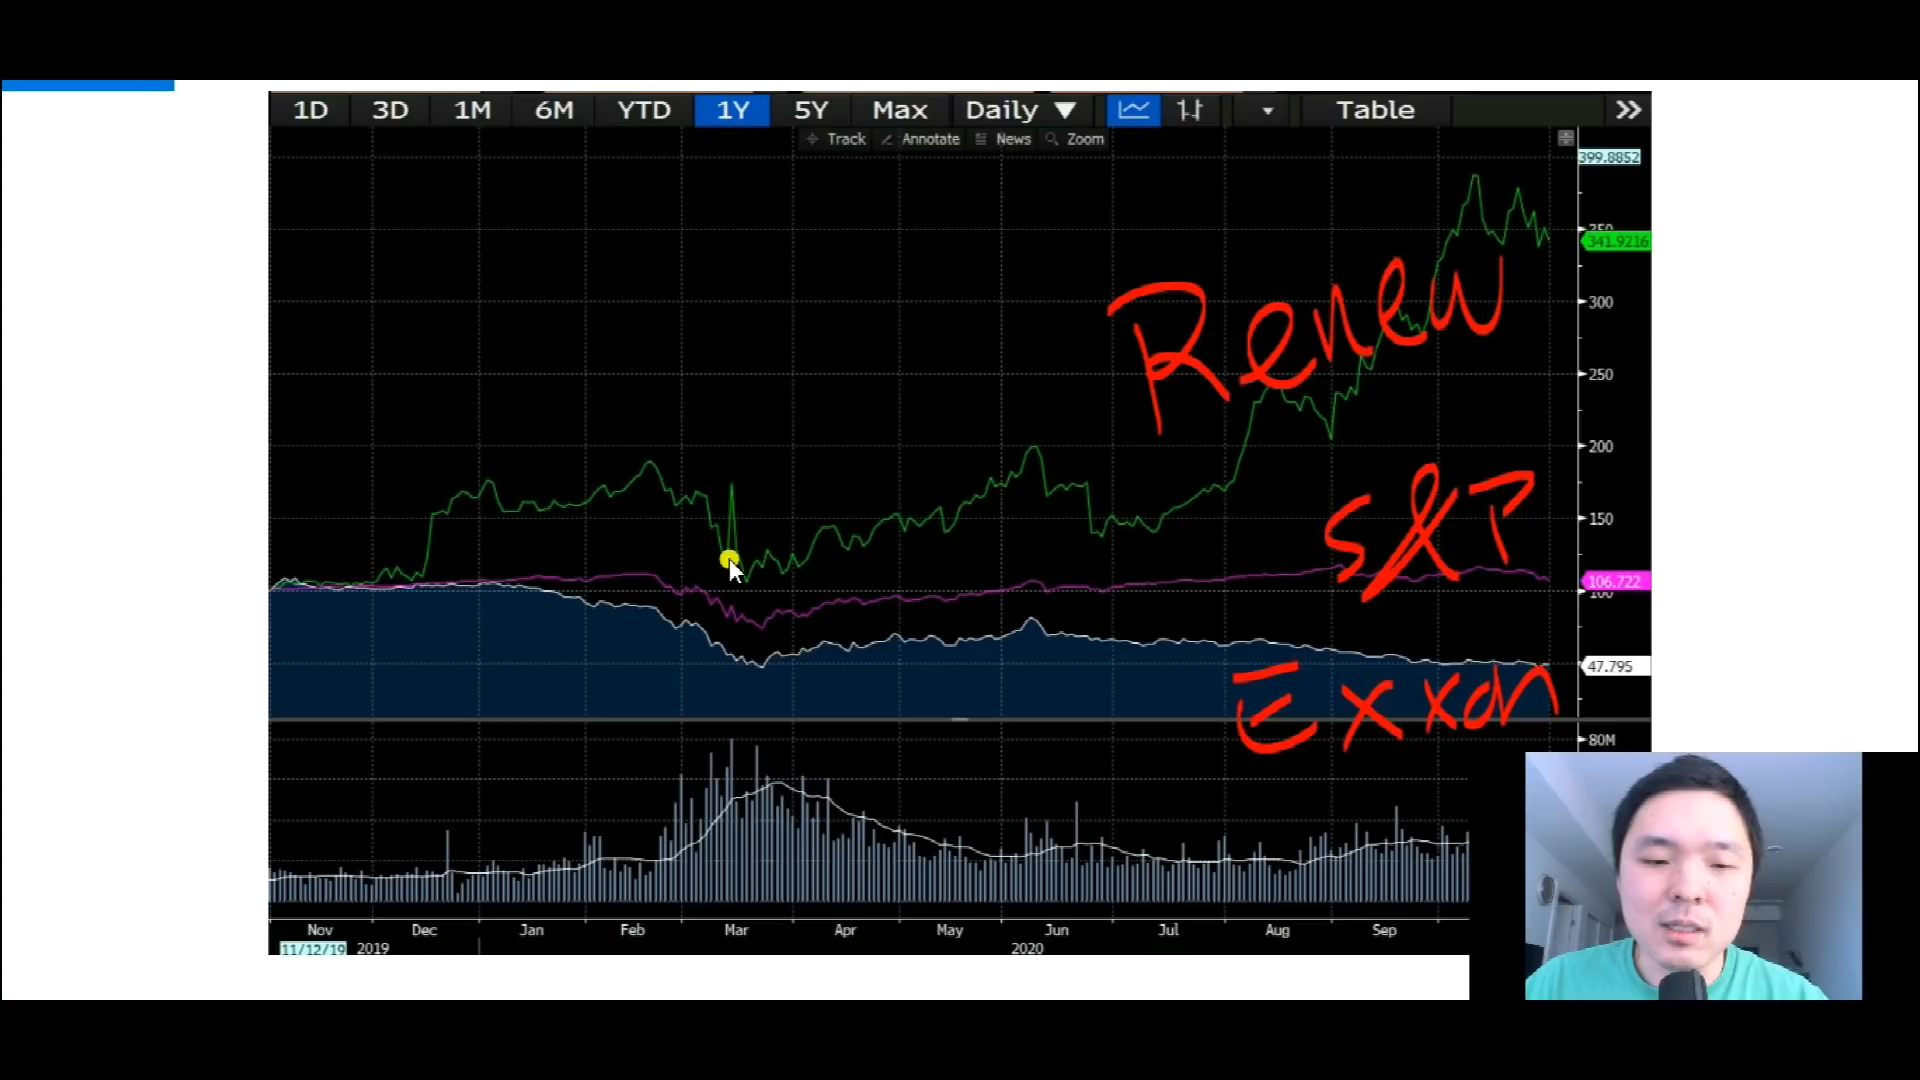 1D 3D 1M 6M YTD 1Y 5Y Max Daily Table
Track Annotate News Zoom
399.8852
350
341.9216
300
Renew
250
200
S&P
150
106.722
100
47.795
Exxon
80M
Nov Dec Jan Feb Mar Apr May Jun Jul Aug Sep
11/12/19 2019 2020